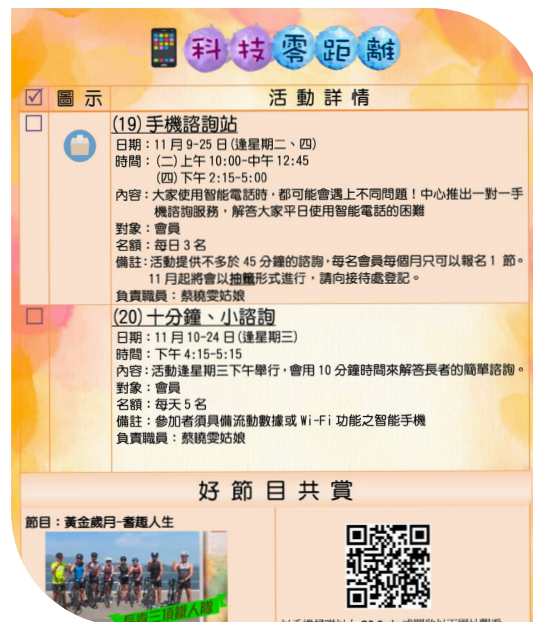 科技零距離
☑ 圖示 活動詳情
(19)手機諮詢站
日期：11月9-25日(逢星期二、四)
時間：(二)上午10:00-中午12:45
(四)下午2:15-5:00
內容：大家使用智能電話時，都可能會遇上不同問題！中心推出一對一手
機諮詢服務，解答大家平日使用智能電話的困難
對象：會員
名額：每日3名
備註：活動提供不多於45分鐘的諮詢，每名會員每個月只可以報名1 節。
11月起將會以抽籤形式進行，請向接待處登記。
負責職員：蔡曉雯姑娘
(20)十分鐘、小諮詢
日期：11月10-24日(逢星期三)
時間：下午4:15-5:15
內容：活動逢星期三下午舉行，會用10分鐘時間來解答長者的簡單諮詢。
對象：會員
名額：每天5名
備註：參加者須具備流動數據或Wi-Fi功能之智能手機
負責職員：蔡曉雯姑娘
好節目共賞
節目：黃金歲月-耆趣人生
長青三項鐵人隊